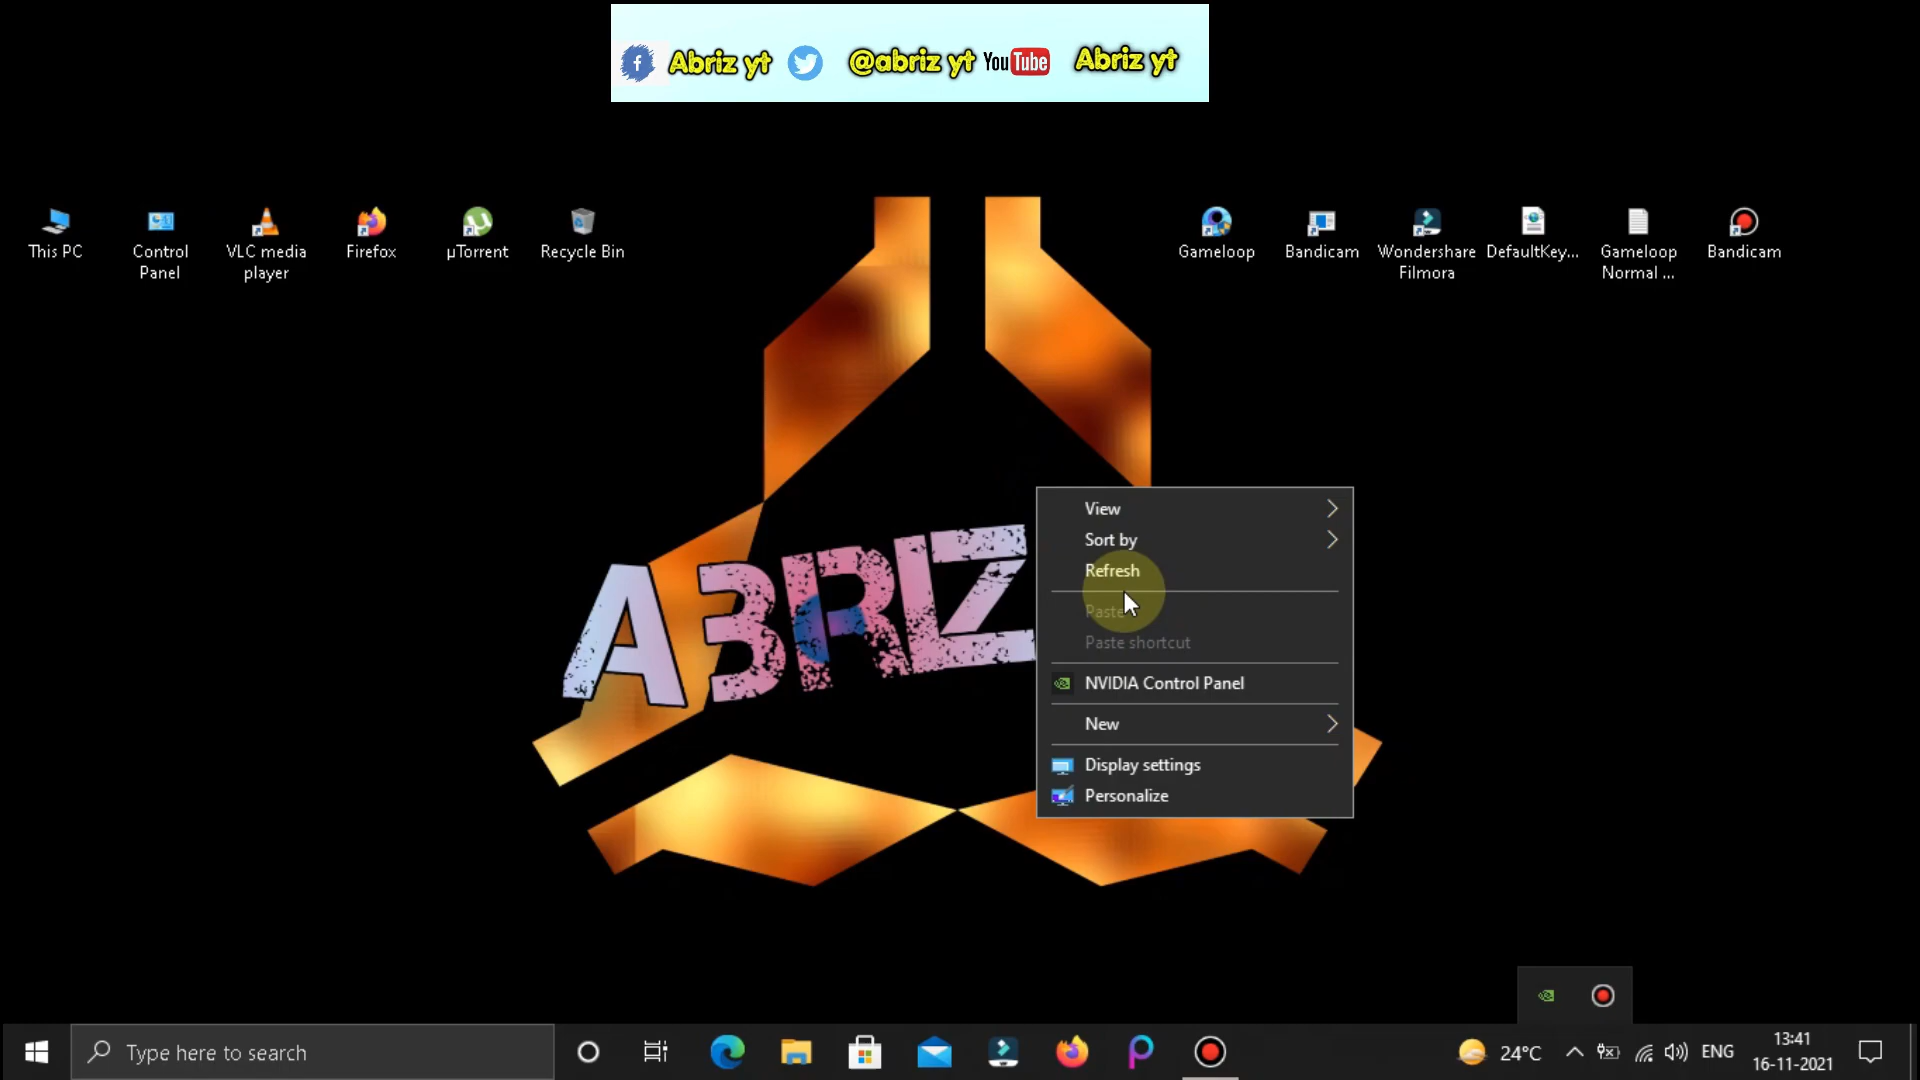 Abriz yt @abriz yt YouTube Abriz yt
This PC
Control
Panel
VLC media
player
Firefox
µTorrent
Recycle Bin
Gameloop
Bandicam
Wondershare
Filmora
DefaultKey...
Gameloop
Normal ...
Bandicam
A3RIZ
View
Sort by
Refresh
Paste
Paste shortcut
NVIDIA Control Panel
New
Display settings
Personalize
Type here to search
24°C
ENG
13:41
16-11-2021